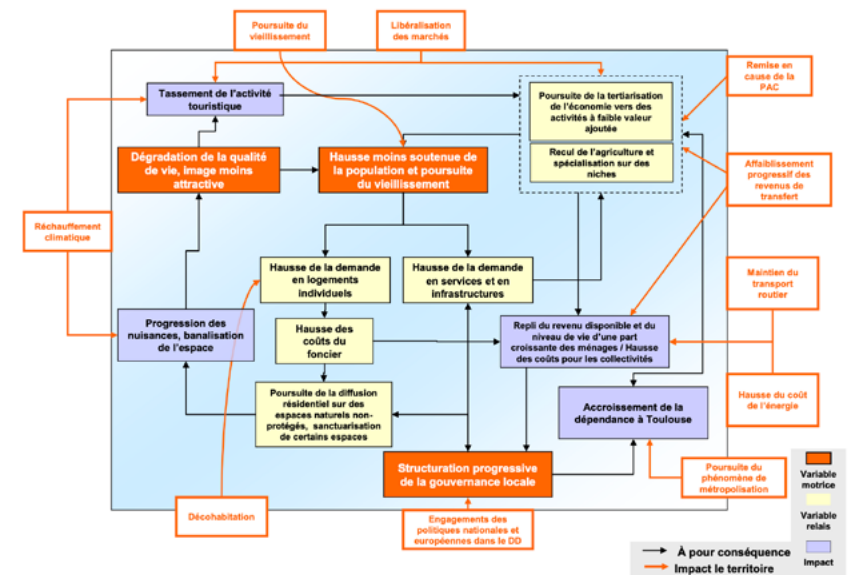 Poursuite du
vieillissement
Libéralisation
des marchés
Remise en
cause de la
PAC
Tassement de l'activité
touristique
Poursuite de la tertiarisation
de l'économie vers des
activités à faible valeur
ajoutée
Recul de l'agriculture et
spécialisation sur des
niches
Dégradation de la qualité
de vie, Image moins
attractive
Hausse moins soutenue de
la population et poursuite
du vieillissement
Affaiblissement
progressif des
revenus de
transfert
Réchauffement
climatique
Hausse de la demande
en logements
individuels
Hausse de la demande
en services et en
infrastructures
Maintien du
transport
routier
Progression des
nuisances, banalisation
de l'espace
Hausse des
coûts du
foncier
Repli du revenu disponible et du
niveau de vie d'une part
croissante des ménages / Hausse
des coûts pour les collectivités
Poursuite de la diffusion
résidentiel sur des
espaces naturels non-
protégés, sanctuarisation
de certains espaces
Accroissement de la
dépendance à Toulouse
Hausse du coût
de l'énergie
Structuration progressive
de la gouvernance locale
Poursuite du
phénomène de
métropolisation
Décohabitation
Engagements des
politiques nationales et
européennes dans le DD
Variable
motrice
Variable
relais
Impact
À pour conséquence
Impact le territoire